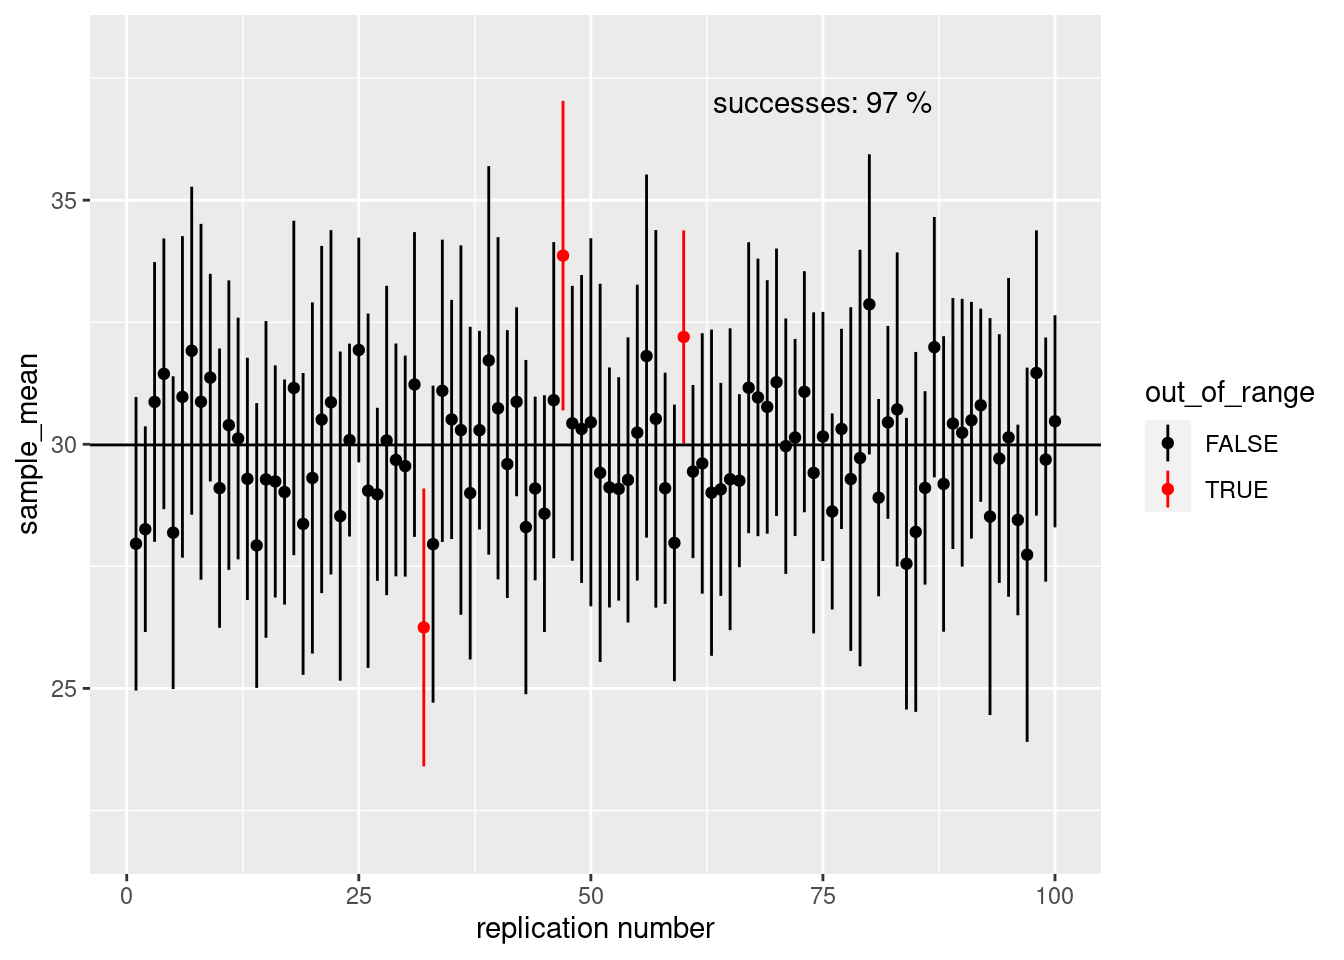 successes: 97 %
35
30
25
sample_mean
0 25 50 75 100
replication number
out_of_range
FALSE
TRUE